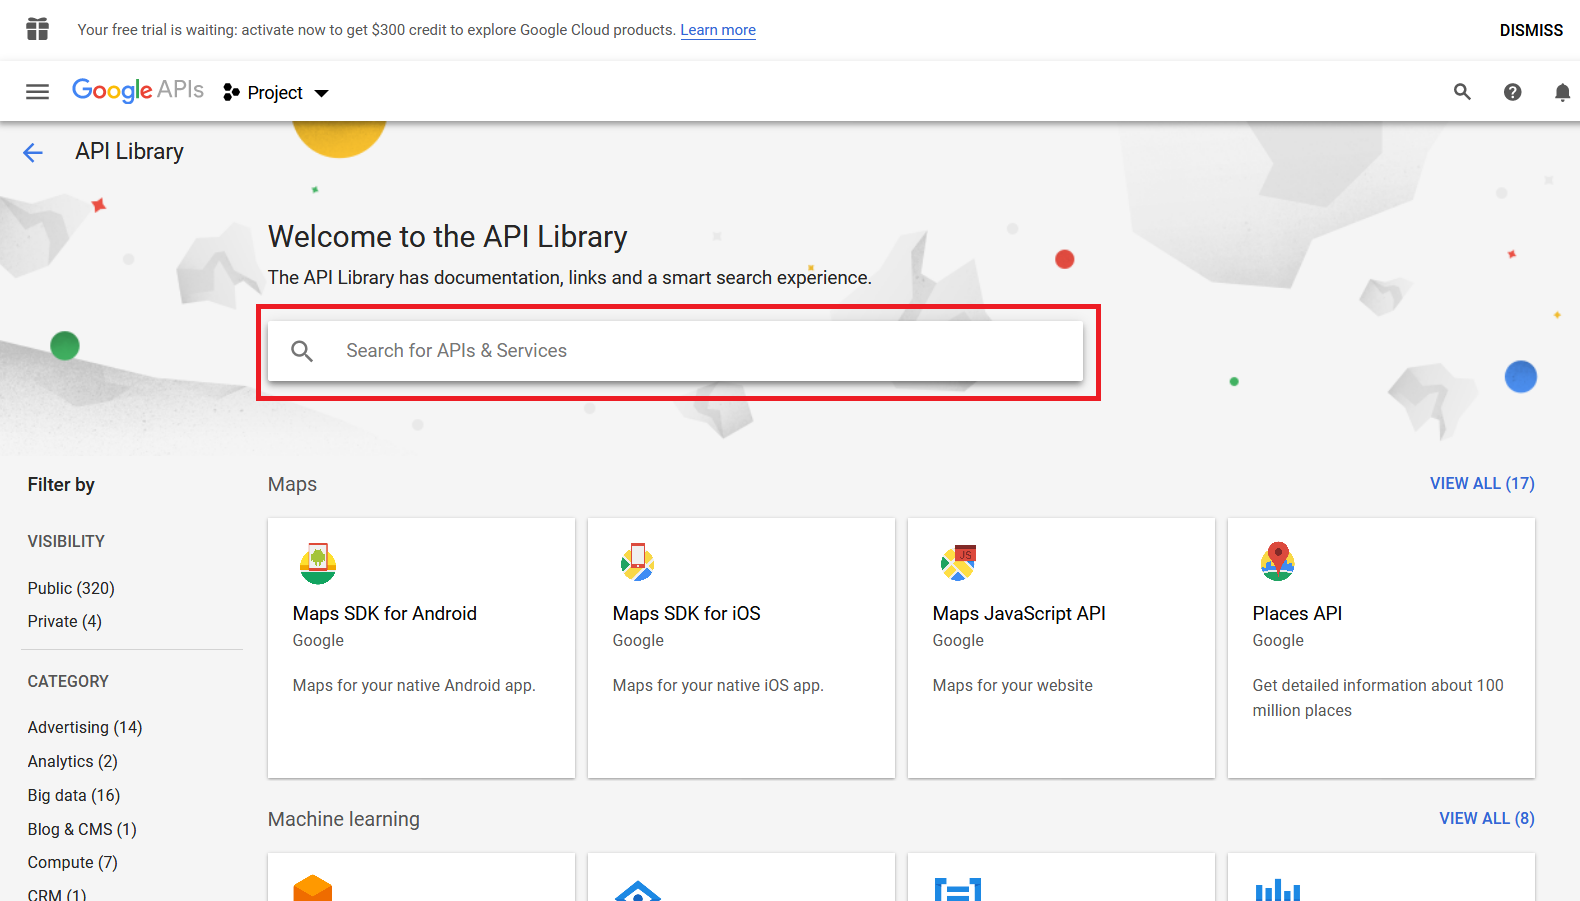 Your free trial is waiting: activate now to get $300 credit to explore Google Cloud products. Learn more
DISMISS
Google APIs
Project
API Library
Welcome to the API Library
The API Library has documentation, links and a smart search experience.
Search for APIs & Services
Filter by
VISIBILITY
Public (320)
Private (4)
CATEGORY
Advertising (14)
Analytics (2)
Big data (16)
Blog & CMS (1)
Compute (7)
CRM (1)
Maps
VIEW ALL (17)
Maps SDK for Android
Google
Maps for your native Android app.
Maps SDK for iOS
Google
Maps for your native iOS app.
JS
Maps JavaScript API
Google
Maps for your website
Places API
Google
Get detailed information about 100
million places
Machine learning
VIEW ALL (8)